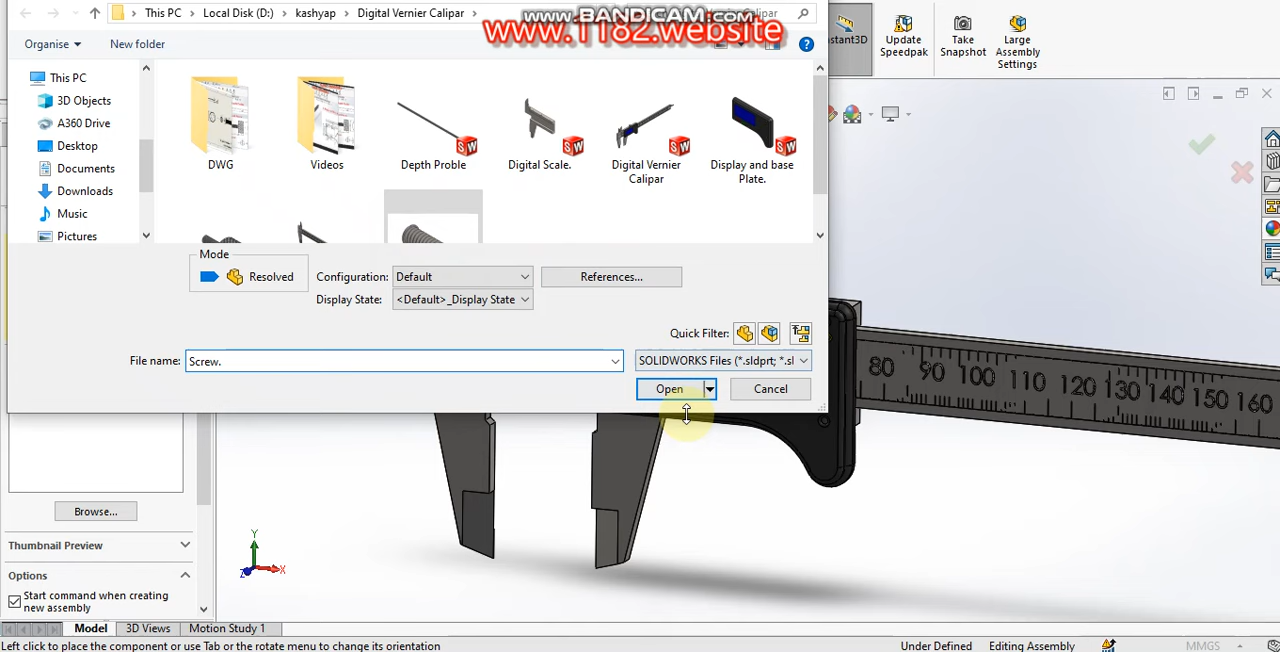 This PC > Local Disk (D:) > kashyap > Digital Vernier Calipar >
www.BANDICAM.com
www.1182.website
Organise
New folder
This PC
3D Objects
A360 Drive
Desktop
Documents
Downloads
Music
Pictures
DWG
Videos
Depth Proble
Digital Scale.
Digital Vernier
Calipar
Display and base
Plate.
Mode
Resolved
Configuration:
Default
References...
Display State:
<Default>_Display State
Quick Filter:
File name:
Screw.
SOLIDWORKS Files (*.sldprt; *.sl
Open
Cancel
Update
Speedpak
Take
Snapshot
Large
Assembly
Settings
80 90 100 110 120 130 140 150 160
Browse...
Thumbnail Preview
Options
Start command when creating
new assembly
Y
X
Z
Model
3D Views
Motion Study 1
Left click to place the component or use Tab or the rotate menu to change its orientation
Under Defined
Editing Assembly
MMGS